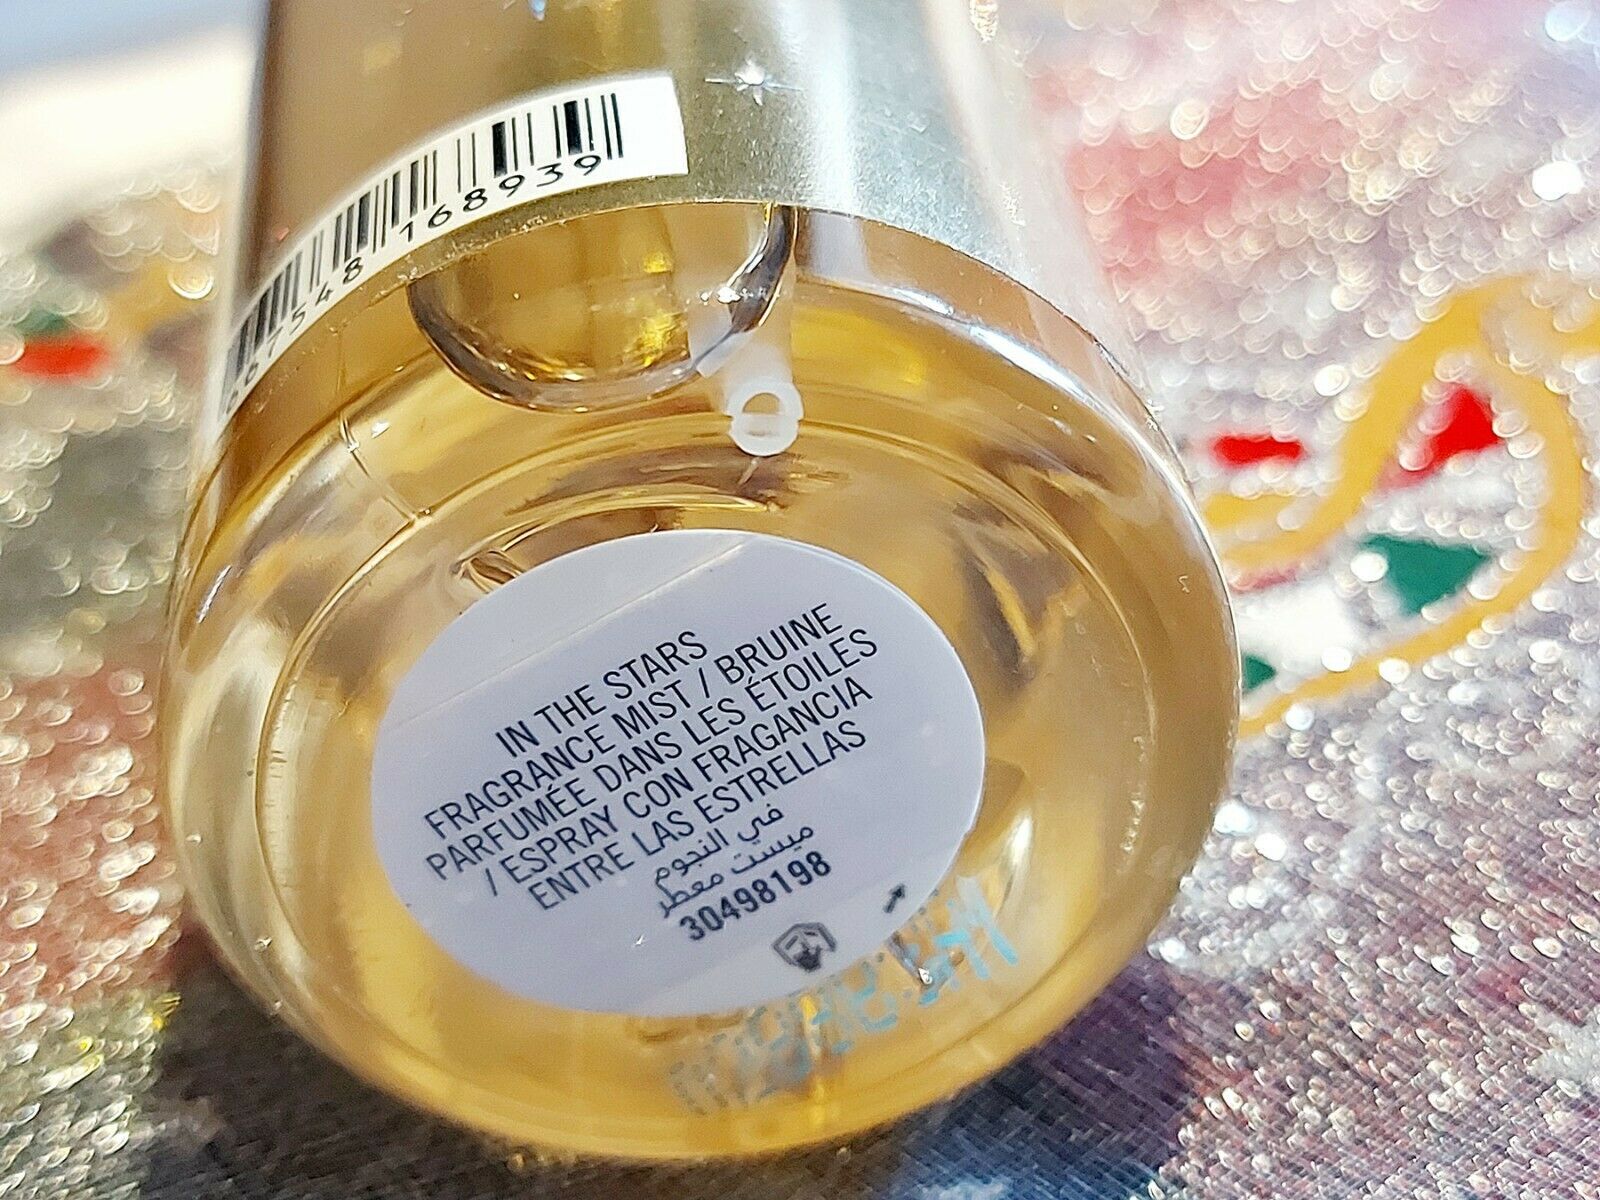 667548 168939
IN THE STARS
FRAGRANCE MIST / BRUINE
PARFUMÉE DANS LES ÉTOILES
/ ESPRAY CON FRAGANCIA
ENTRE LAS ESTRELLAS
في النجوم
ميست معطر
30498198